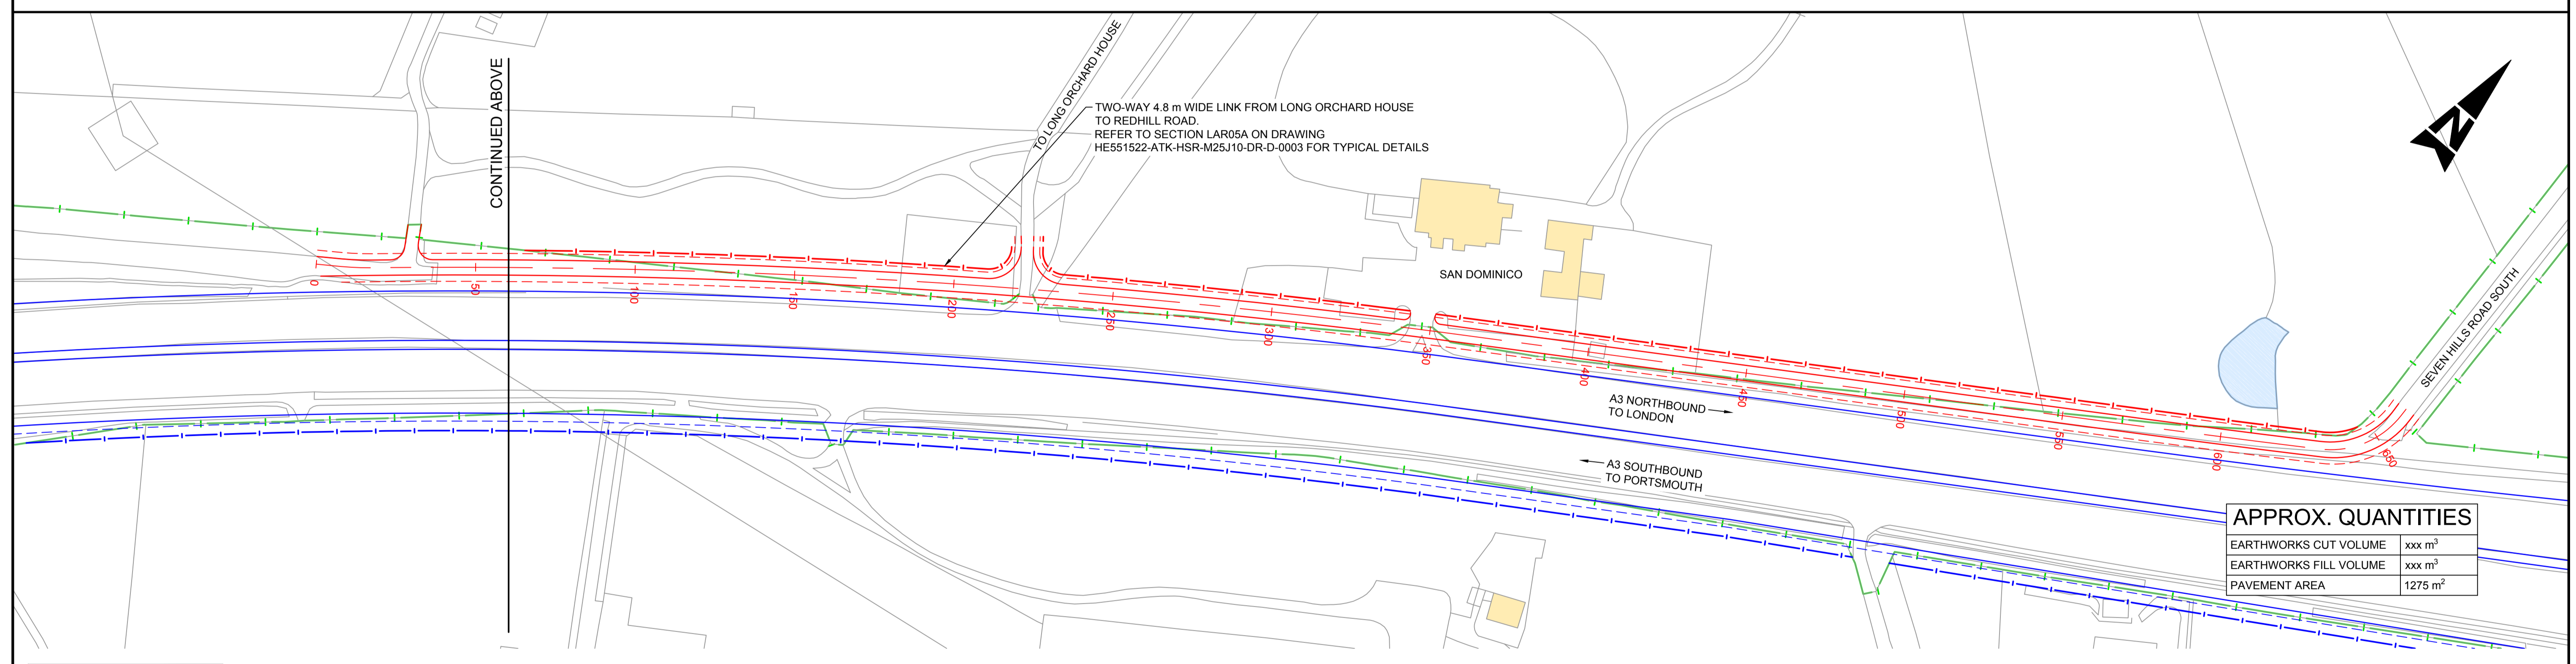 CONTINUED ABOVE
TO LONG ORCHARD HOUSE
TWO-WAY 4.8 m WIDE LINK FROM LONG ORCHARD HOUSE
TO REDHILL ROAD.
REFER TO SECTION LAR05A ON DRAWING
HE551522-ATK-HSR-M25J10-DR-D-0003 FOR TYPICAL DETAILS
N
SAN DOMINICO
SEVEN HILLS ROAD SOUTH
0
50
100
150
200
250
300
350
400
450
500
550
600
650
A3 NORTHBOUND
TO LONDON
A3 SOUTHBOUND
TO PORTSMOUTH
APPROX. QUANTITIES
EARTHWORKS CUT VOLUME xxx m³
EARTHWORKS FILL VOLUME xxx m³
PAVEMENT AREA 1275 m²